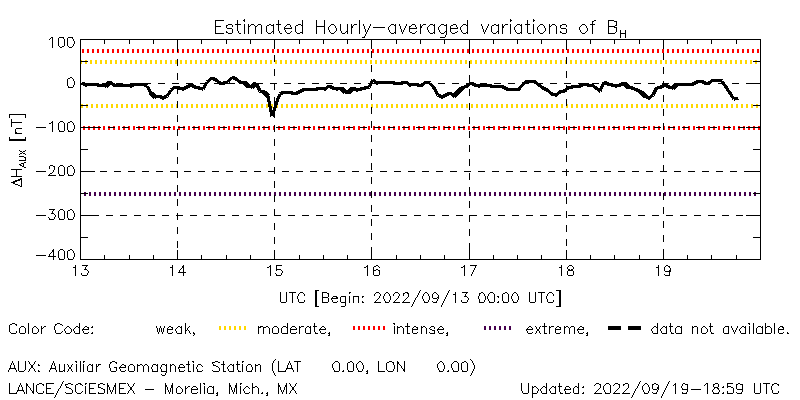 Estimated Hourly-averaged variations of BH
100
0
-100
-200
-300
-400
ΔHAUX [nT]
13 14 15 16 17 18 19
UTC [Begin: 2022/09/13 00:00 UTC]
Color Code: weak, moderate, intense, extreme, data not available.
AUX: Auxiliar Geomagnetic Station (LAT 0.00, LON 0.00)
LANCE/SCiESMEX - Morelia, Mich., MX Updated: 2022/09/19-18:59 UTC